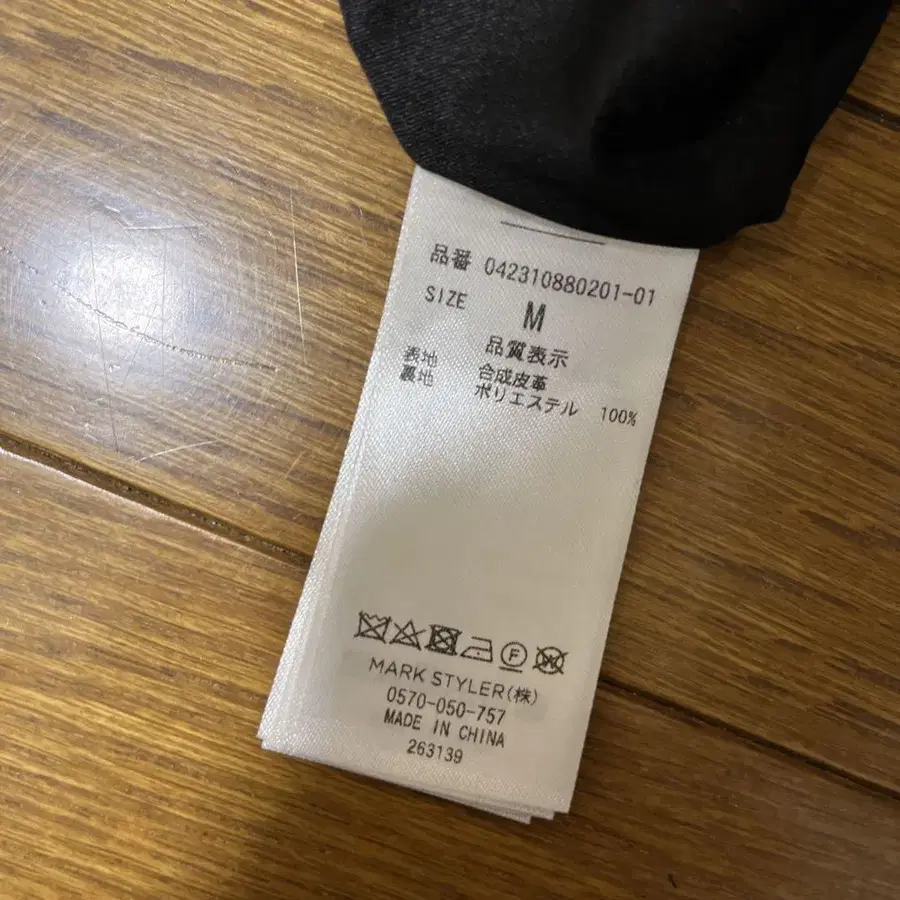 品番 042310880201-01
SIZE M
品質表示
表地 合成皮革
裏地 ポリエステル 100%
F
W
MARK STYLER(株)
0570-050-757
MADE IN CHINA
263139